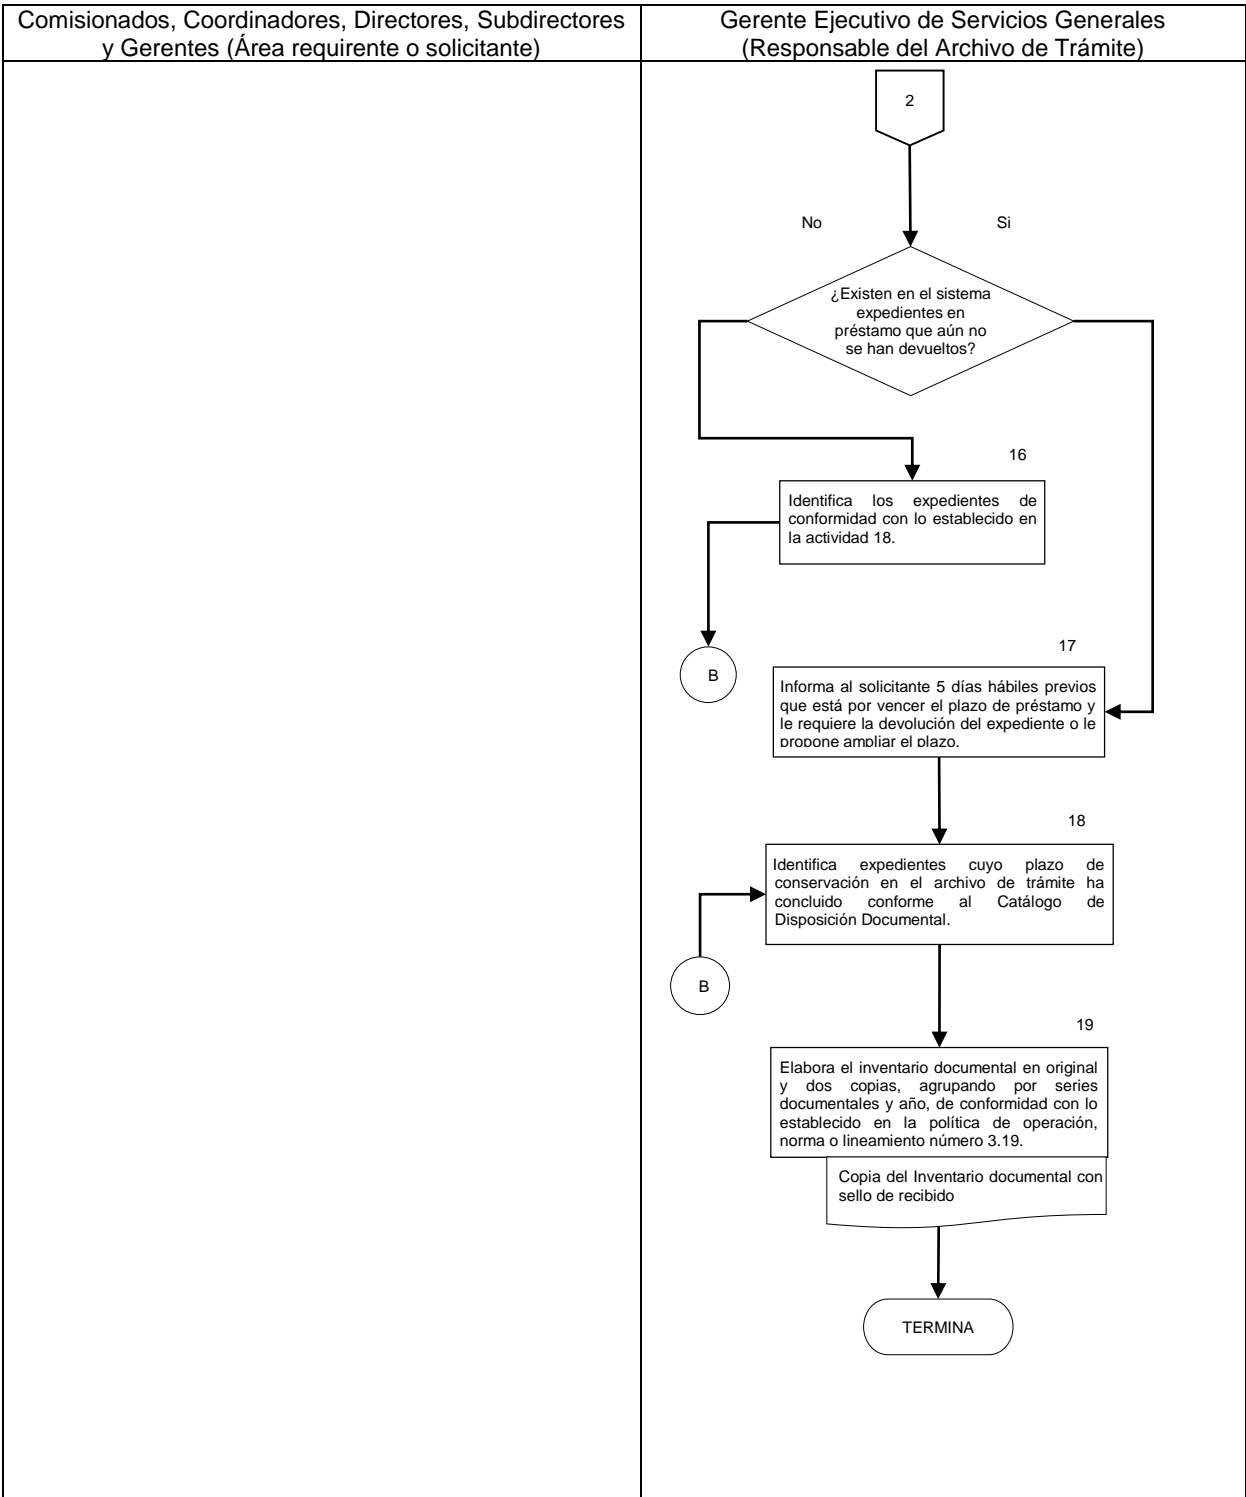 Comisionados, Coordinadores, Directores, Subdirectores
y Gerentes (Área requirente o solicitante)
Gerente Ejecutivo de Servicios Generales
(Responsable del Archivo de Trámite)
2
No
Si
¿Existen en el sistema
expedientes en
préstamo que aún no
se han devueltos?
16
Identifica los expedientes de
conformidad con lo establecido en
la actividad 18.
B
17
Informa al solicitante 5 días hábiles previos
que está por vencer el plazo de préstamo y
le requiere la devolución del expediente o le
propone ampliar el plazo.
18
Identifica expedientes cuyo plazo de
conservación en el archivo de trámite ha
concluido conforme al Catálogo de
Disposición Documental.
B
19
Elabora el inventario documental en original
y dos copias, agrupando por series
documentales y año, de conformidad con lo
establecido en la política de operación,
norma o lineamiento número 3.19.
Copia del Inventario documental con
sello de recibido
TERMINA